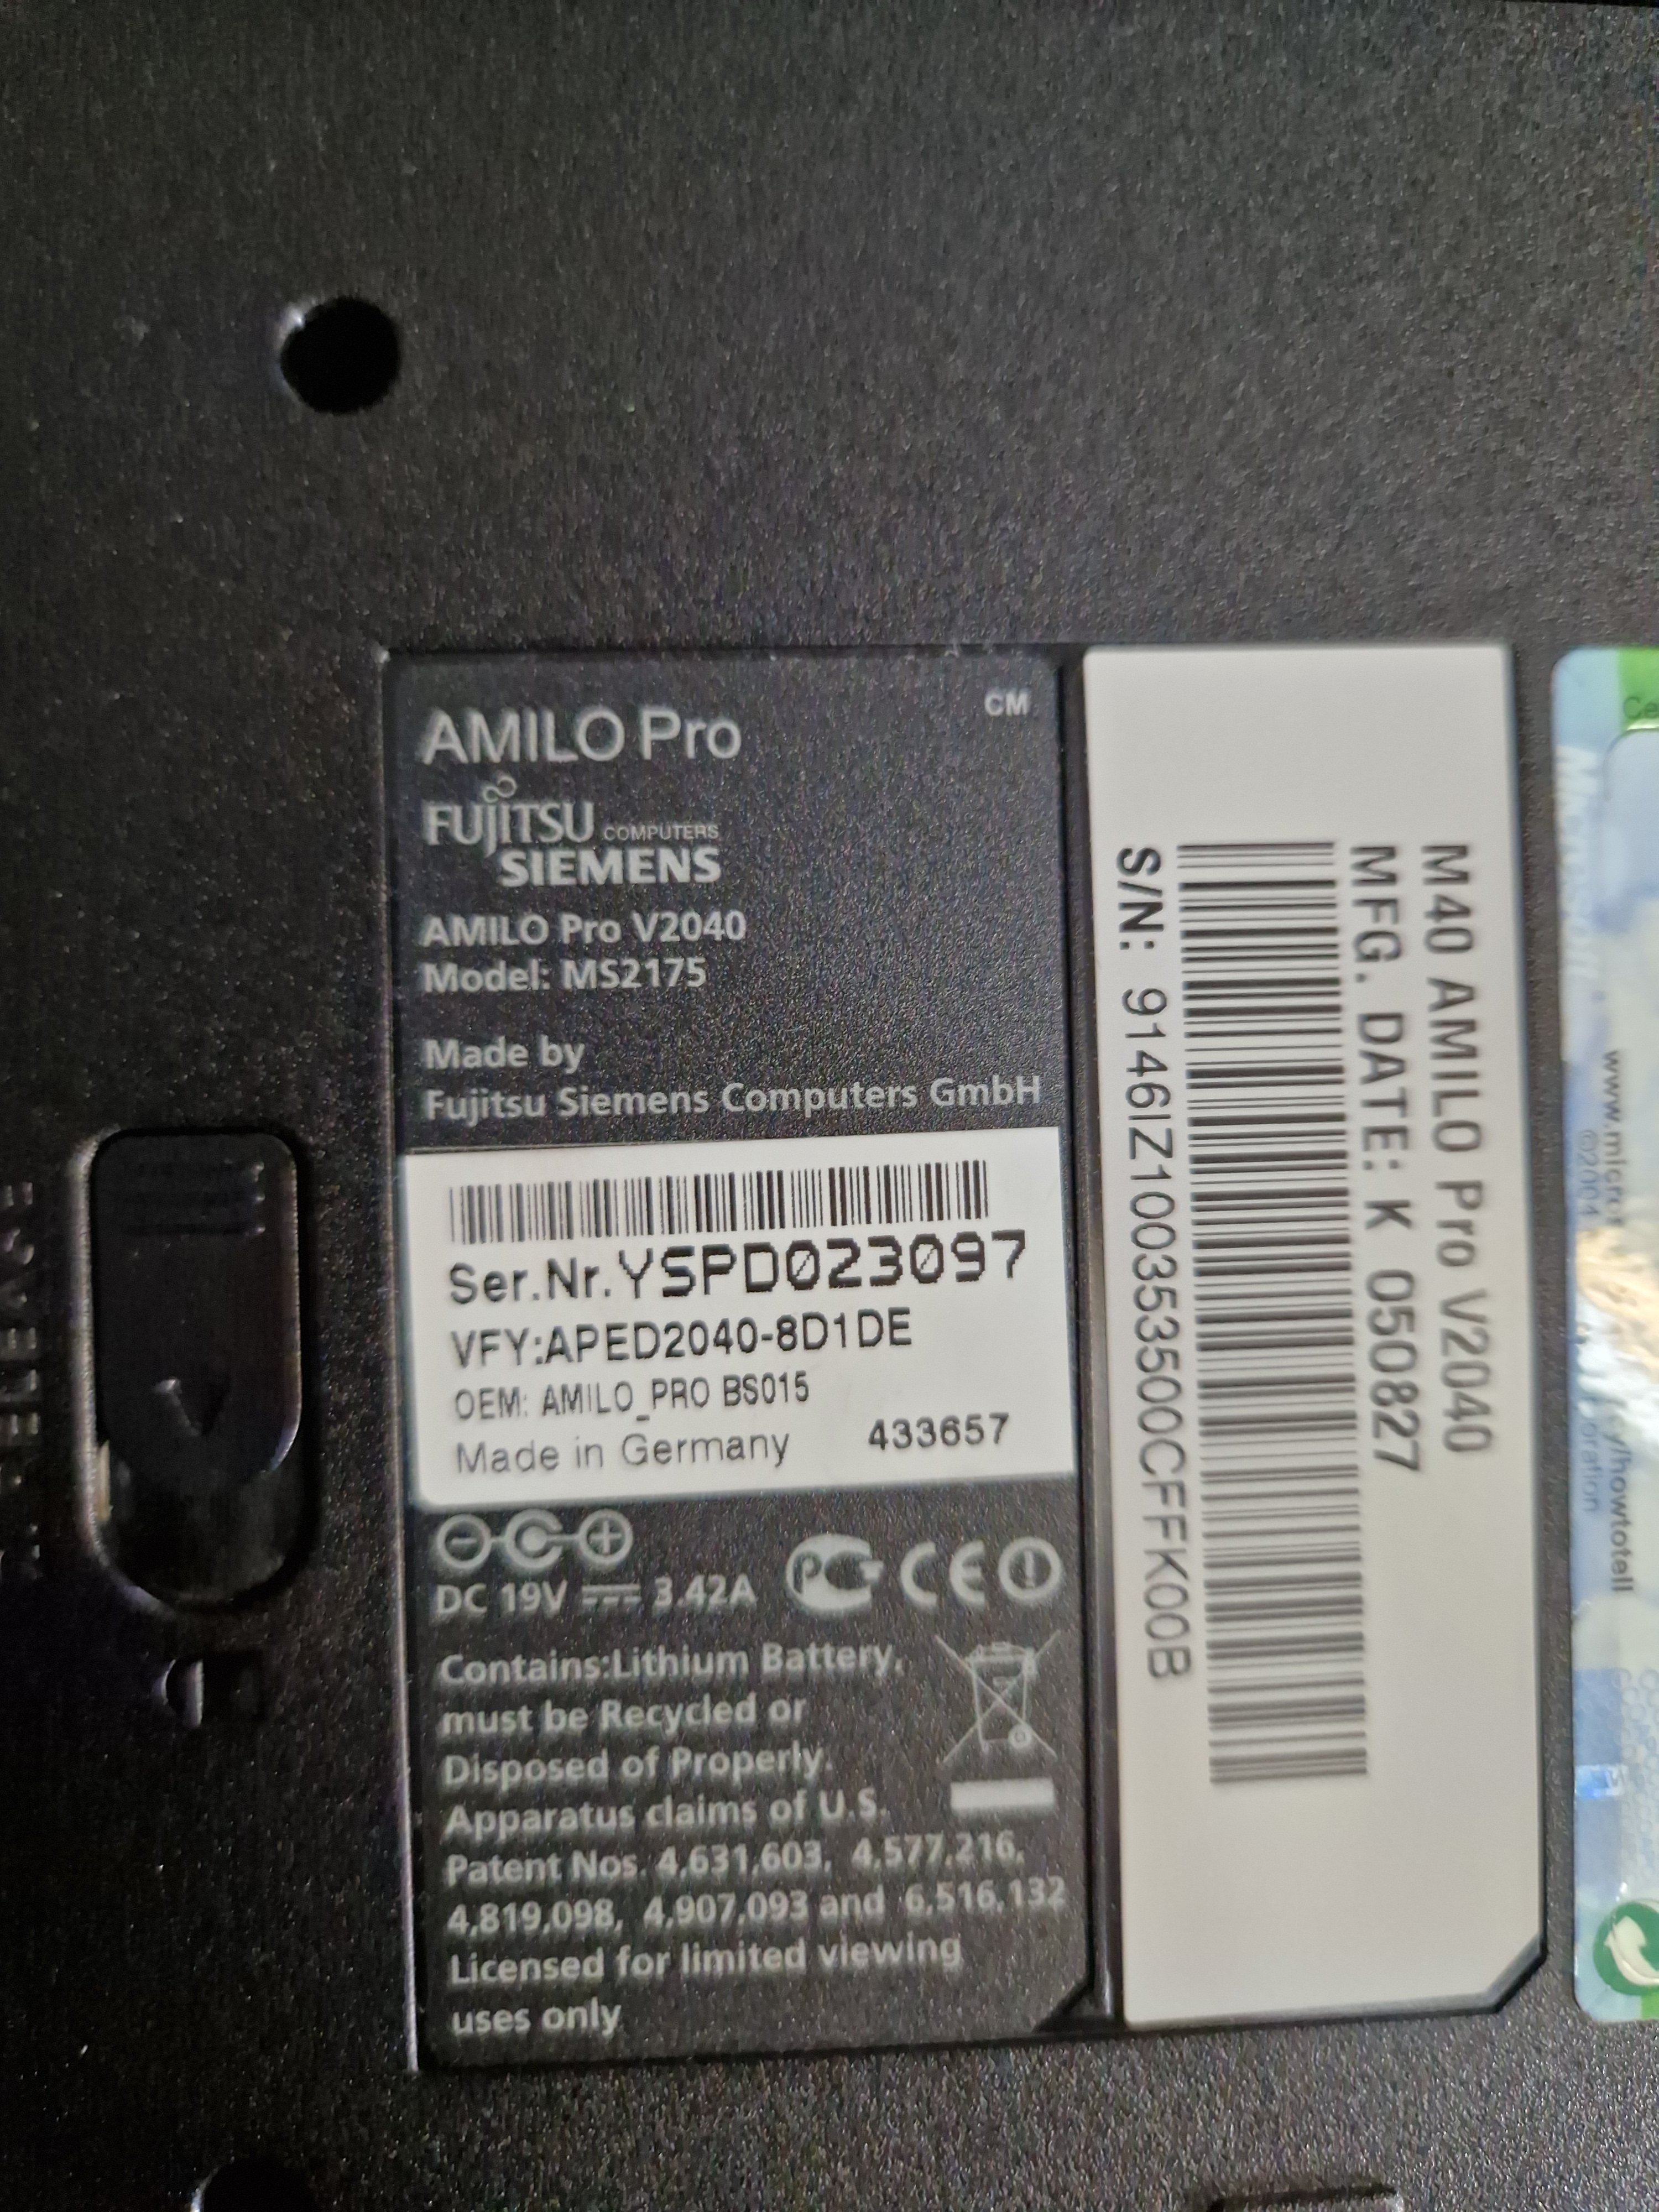 AMILO Pro
CM
FUJITSU COMPUTERS
SIEMENS
AMILO Pro V2040
Model: MS2175
Made by
Fujitsu Siemens Computers GmbH
Ser.Nr.YSPD023097
VFY:APED2040-8D1DE
OEM: AMILO_PRO BS015
Made in Germany 433657
DC 19V 3.42A
PC CE
Contains:Lithium Battery,
must be Recycled or
Disposed of Properly.
Apparatus claims of U.S.
Patent Nos. 4,631,603, 4,577,216,
4,819,098, 4,907,093 and 6,516,132
Licensed for limited viewing
uses only
M40 AMILO Pro V2040
MFG. DATE: K 050827
S/N: 9146IZ100353500CFFK00B
Microsoft